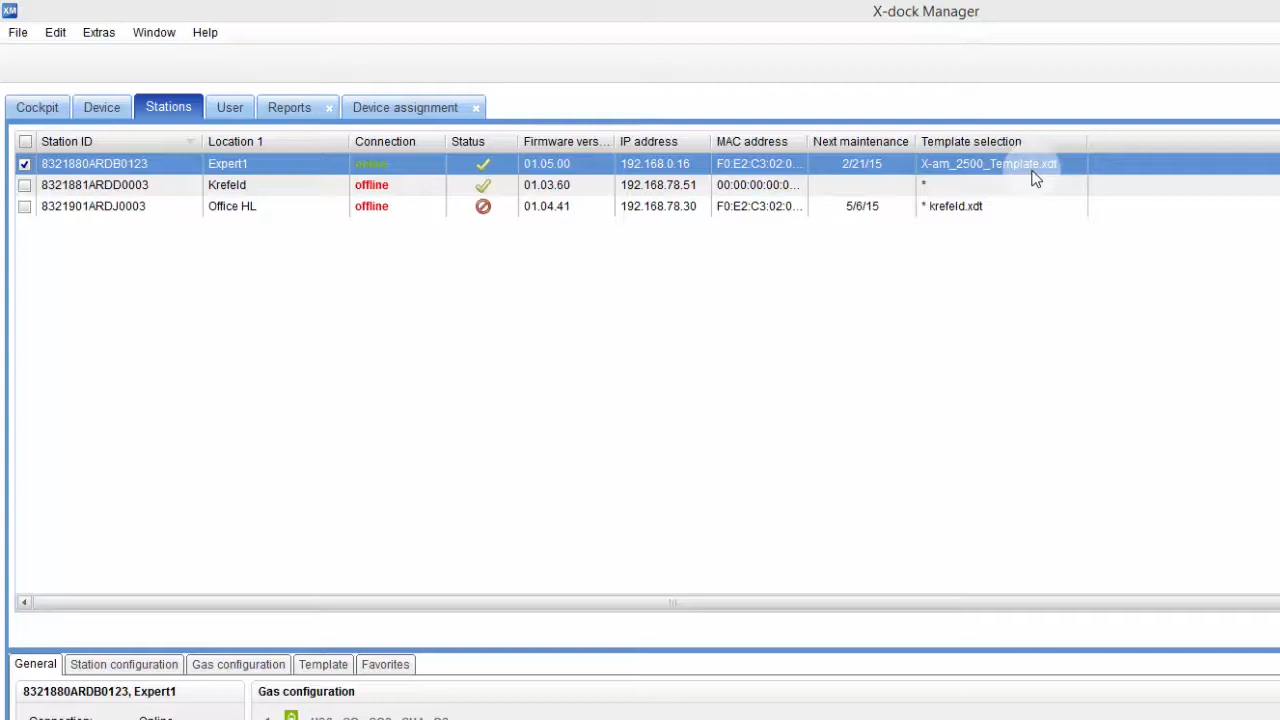 XM X-dock Manager
File Edit Extras Window Help
Cockpit Device Stations User Reports × Device assignment ×
Station ID Location 1 Connection Status Firmware vers... IP address MAC address Next maintenance Template selection
8321880ARDB0123 Expert1 online 01.05.00 192.168.0.16 F0:E2:C3:02:0... 2/21/15 X-am_2500_Template.xdt
8321881ARDD0003 Krefeld offline 01.03.60 192.168.78.51 00:00:00:00:0... *
8321901ARDJ0003 Office HL offline 01.04.41 192.168.78.30 F0:E2:C3:02:0... 5/6/15 * krefeld.xdt
General Station configuration Gas configuration Template Favorites
8321880ARDB0123, Expert1 Gas configuration
Connection: Online